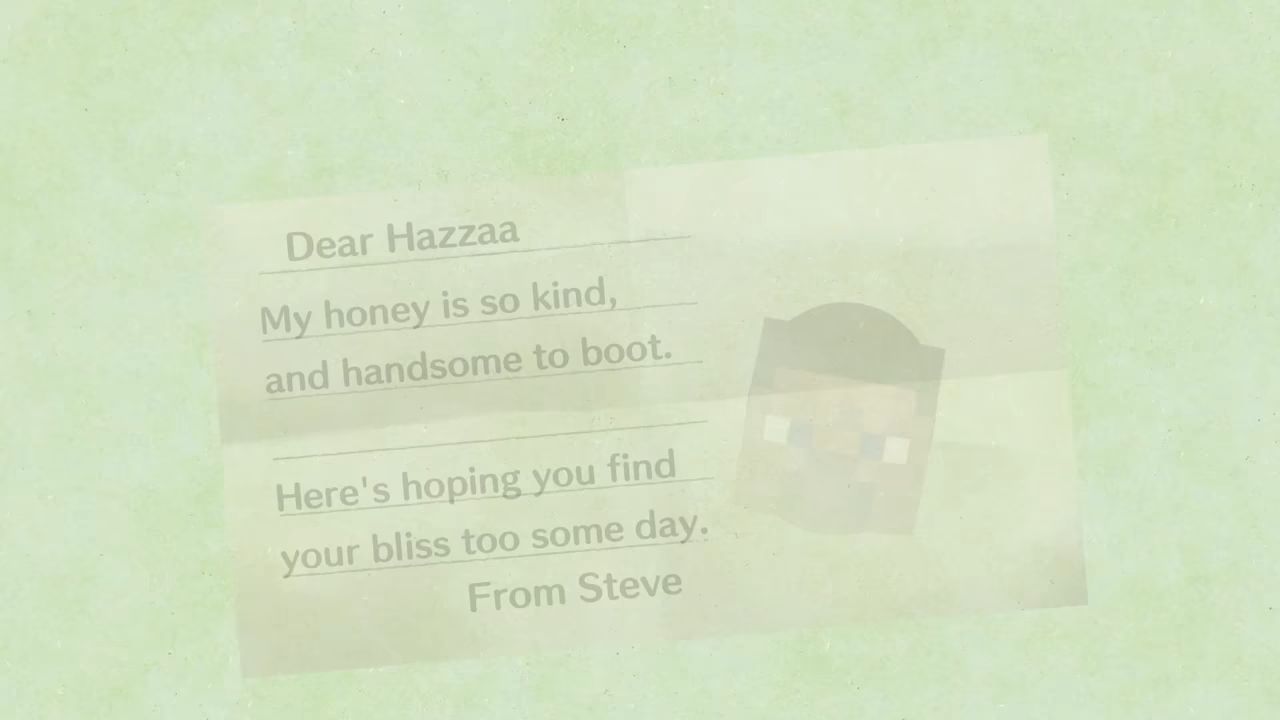 Dear Hazzaa
My honey is so kind,
and handsome to boot.
Here's hoping you find
your bliss too some day.
From Steve